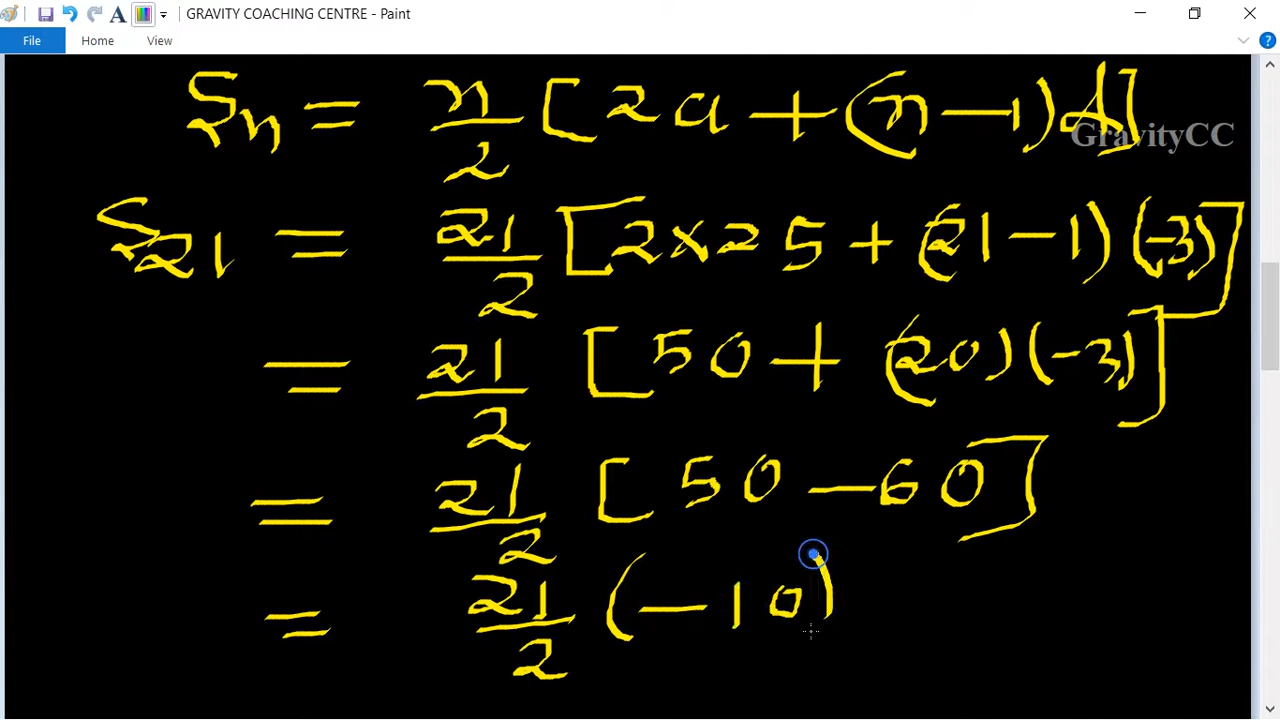 GRAVITY COACHING CENTRE - Paint
File Home View
Sn = n/2 [2a + (n - 1)d]
GravityCC
S21 = 21/2 [2×25 + (21 - 1)(-3)]
= 21/2 [50 + (20)(-3)]
= 21/2 [50 - 60]
= 21/2 (-10)